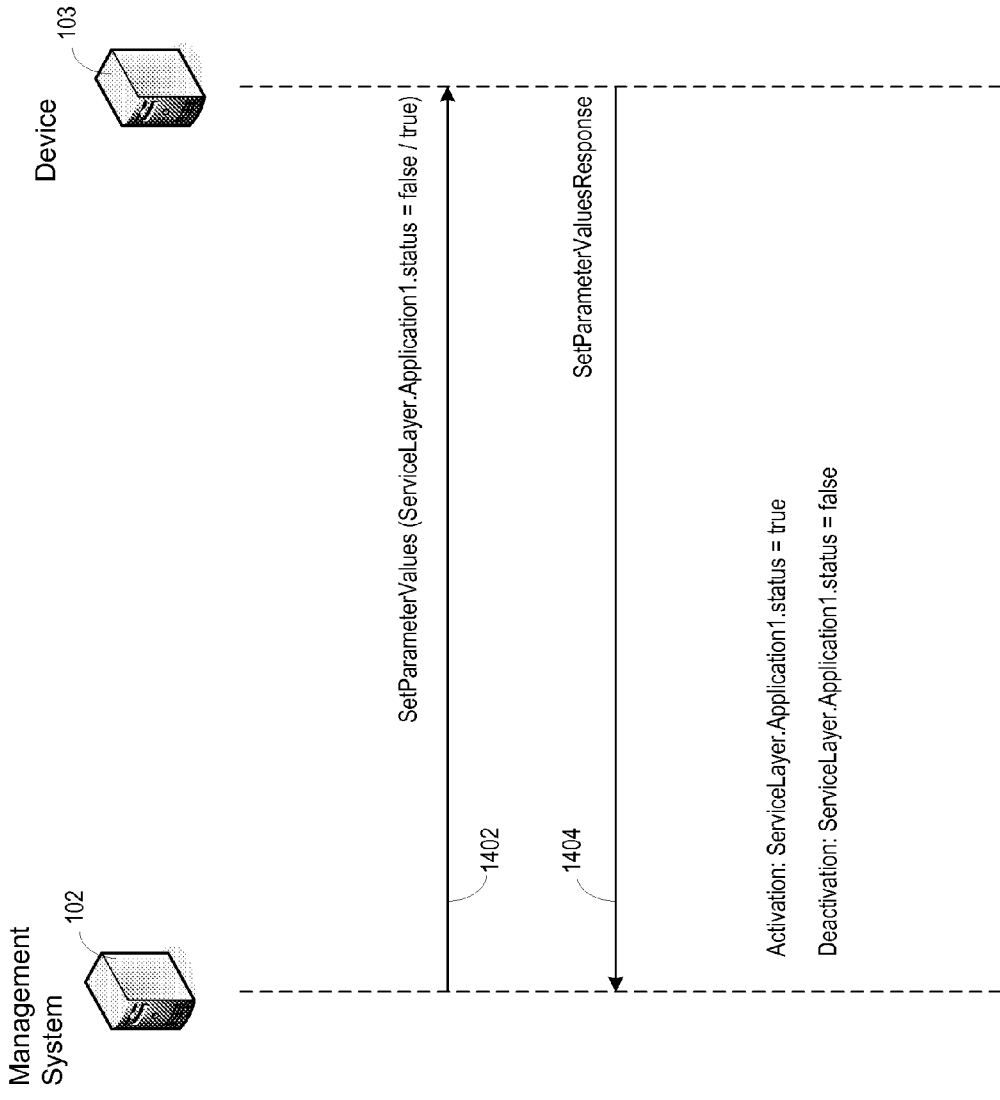 Management
System
102
Device
103
SetParameterValues (ServiceLayer.Application1.status = false / true)
1402
SetParameterValuesResponse
1404
Activation: ServiceLayer.Application1.status = true
Deactivation: ServiceLayer.Application1.status = false